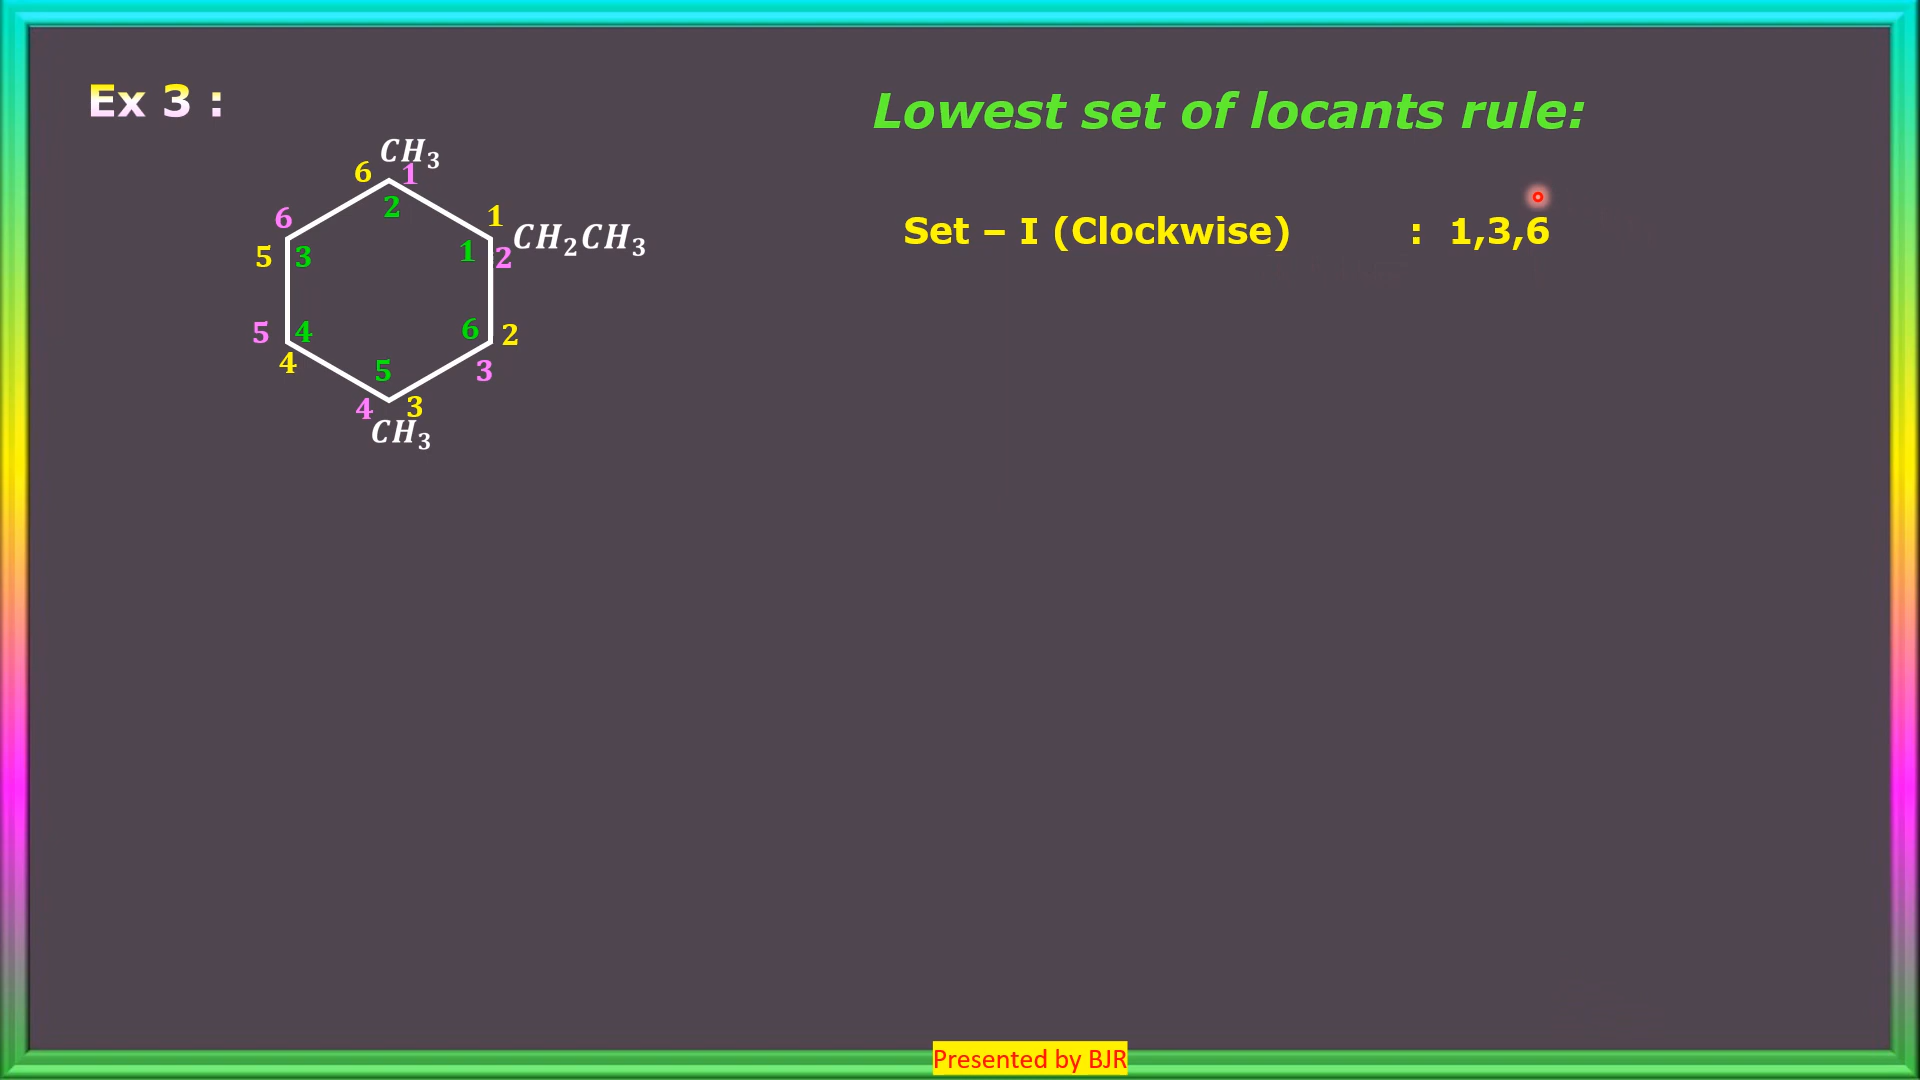 Ex 3 :
Lowest set of locants rule:
CH₃
6 1
2
6 1
Set – I (Clockwise) : 1,3,6
CH₂CH₃
5 3 1 2
5 4 6 2
4 5 3
4 3
CH₃
Presented by BJR